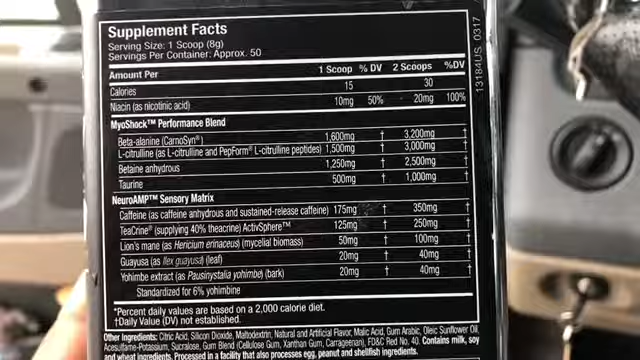 Supplement Facts
Serving Size: 1 Scoop (8g)
Servings Per Container: Approx. 50
Amount Per 1 Scoop % DV 2 Scoops %DV
Calories 15 30
Niacin (as nicotinic acid) 10mg 50% 20mg 100%
MyoShock™ Performance Blend
Beta-alanine (CarnoSyn®) 1,600mg † 3,200mg †
L-citrulline (as L-citrulline and PepForm® L-citrulline peptides) 1,500mg † 3,000mg †
Betaine anhydrous 1,250mg † 2,500mg †
Taurine 500mg † 1,000mg †
NeuroAMP™ Sensory Matrix
Caffeine (as caffeine anhydrous and sustained-release caffeine) 175mg † 350mg †
TeaCrine® (supplying 40% theacrine) ActivSphere™ 125mg † 250mg †
Lion's mane (as Hericium erinaceus) (mycelial biomass) 50mg † 100mg †
Guayusa (as Ilex guayusa) (leaf) 20mg † 40mg †
Yohimbe extract (as Pausinystalia yohimbe) (bark) 20mg † 40mg †
Standardized for 6% yohimbine
*Percent daily values are based on a 2,000 calorie diet.
†Daily Value (DV) not established.
Other Ingredients: Citric Acid, Silicon Dioxide, Maltodextrin, Natural and Artificial Flavor, Malic Acid, Gum Arabic, Oleic Sunflower Oil,
Acesulfame-Potassium, Sucralose, Gum Blend (Cellulose Gum, Xanthan Gum, Carrageenan), FD&C Red No. 40. Contains milk, soy
and wheat ingredients. Processed in a facility that also processes egg, peanut and shellfish ingredients.
13184US 0317